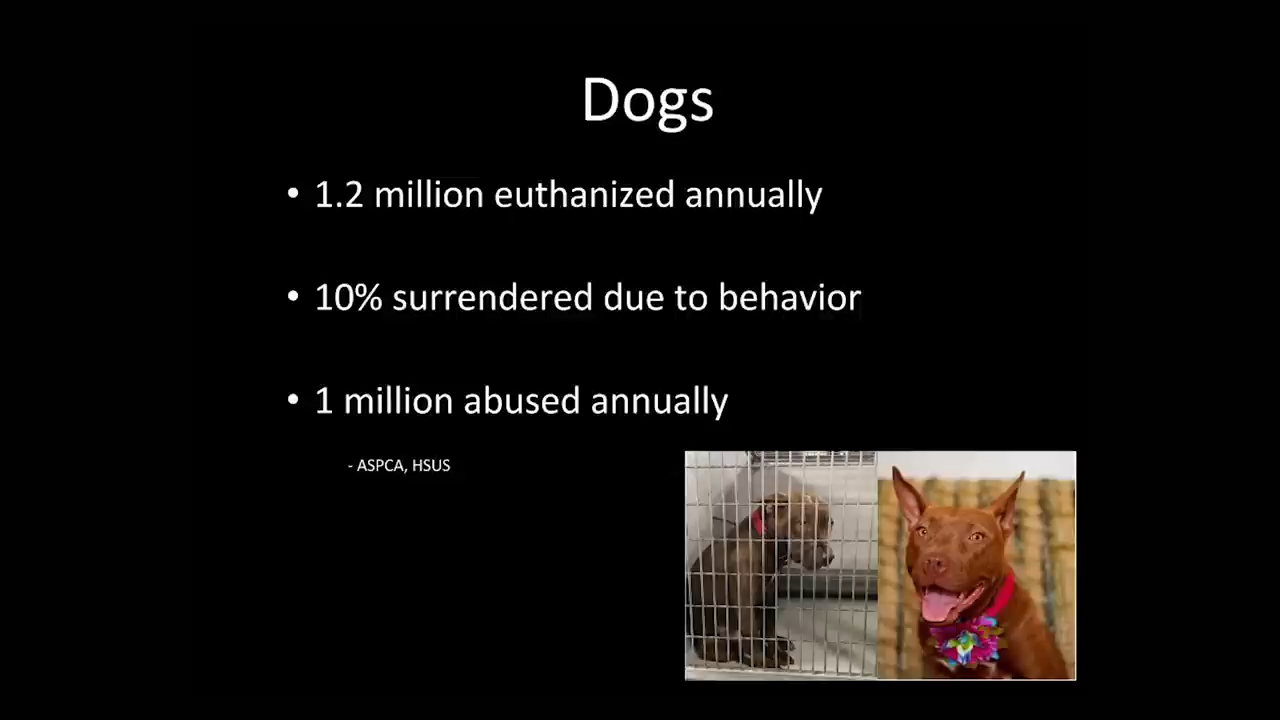 Dogs
• 1.2 million euthanized annually
• 10% surrendered due to behavior
• 1 million abused annually
- ASPCA, HSUS